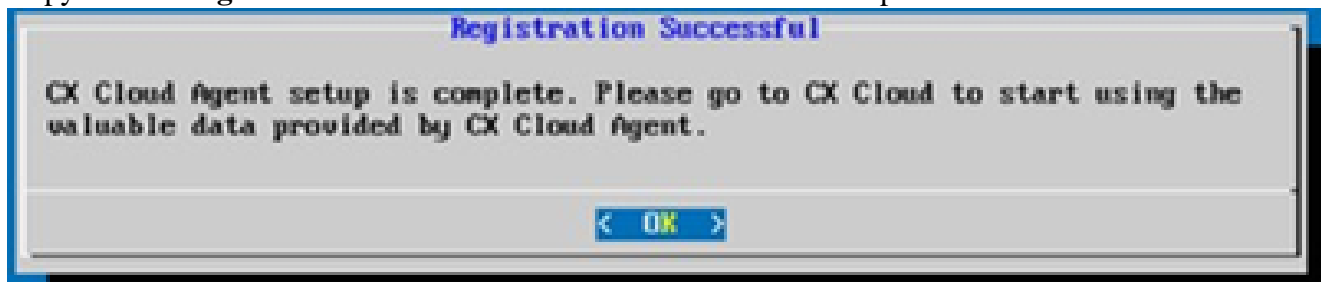 Registration Successful
CX Cloud Agent setup is complete. Please go to CX Cloud to start using the
valuable data provided by CX Cloud Agent.
< OK >